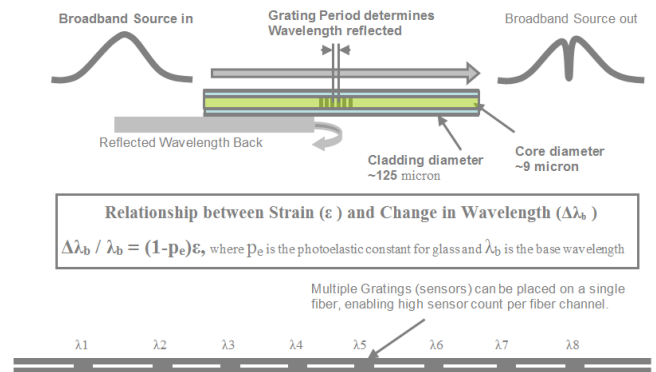 Broadband Source in
Grating Period determines
Wavelength reflected
Broadband Source out
Reflected Wavelength Back
Cladding diameter
~125 micron
Core diameter
~9 micron
Relationship between Strain (ε ) and Change in Wavelength (Δλb )
Δλb / λb = (1-pe)ε, where pe is the photoelastic constant for glass and λb is the base wavelength
Multiple Gratings (sensors) can be placed on a single
fiber, enabling high sensor count per fiber channel.
λ1 λ2 λ3 λ4 λ5 λ6 λ7 λ8